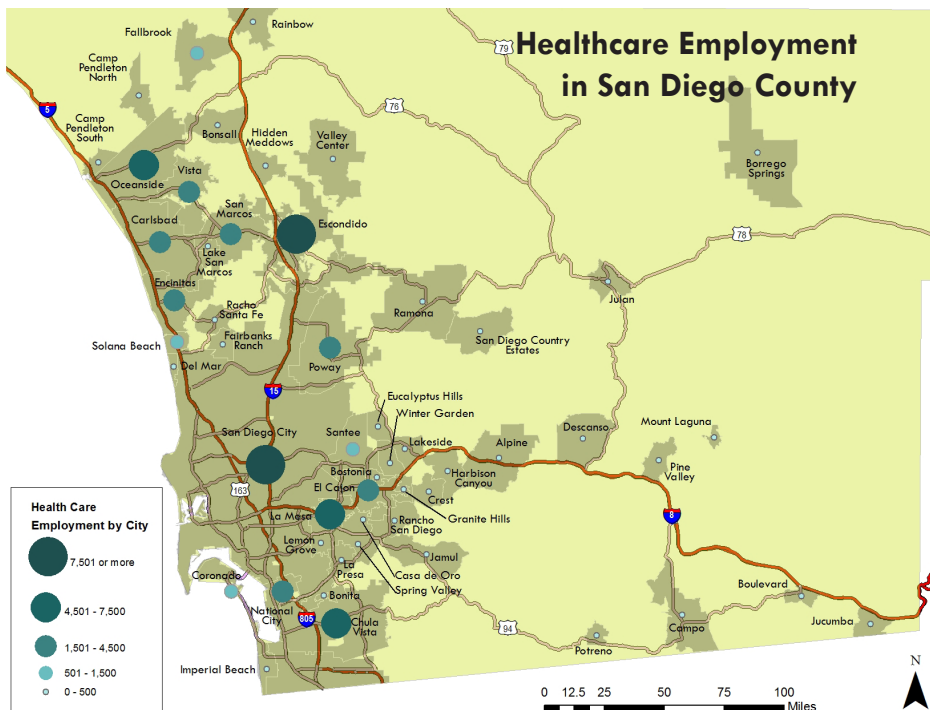 Healthcare Employment
in San Diego County
Rainbow
Fallbrook
79
Camp
Pendleton
North
5
76
Camp
Pendleton
South
Bonsall
Hidden
Meddows
Valley
Center
Borrego
Springs
Oceanside
Vista
San
Marcos
Carlsbad
Escondido
78
Lake
San
Marcos
Encinitas
Julan
Racho
Santa Fe
Ramona
Fairbanks
Ranch
San Diego Country
Estates
Solana Beach
Del Mar
Poway
15
Eucalyptus Hills
Winter Garden
San Diego City
Santee
Lakeside
Alpine
Descanso
Mount Laguna
Bostonia
Harbison
Canyou
Pine
Valley
El Cajon
163
Crest
La Mesa
Rancho
San Diego
Granite Hills
8
Lemon
Grove
La
Presa
Jamul
Casa de Oro
Spring Valley
Coronado
Bonita
National
City
805
Chula
Vista
94
Boulevard
Campo
Jucumba
Potreno
Imperial Beach
Health Care
Employment by City
7,501 or more
4,501 - 7,500
1,501 - 4,500
501 - 1,500
0 - 500
N
0 12.5 25 50 75 100
Miles